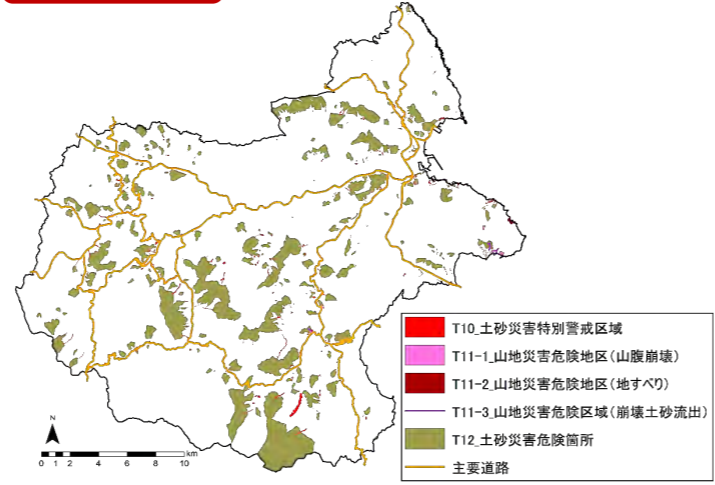 T10_土砂災害特別警戒区域
T11-1_山地災害危険地区(山腹崩壊)
T11-2_山地災害危険地区(地すべり)
T11-3_山地災害危険区域(崩壊土砂流出)
T12_土砂災害危険箇所
主要道路
N
km
0 1 2 4 6 8 10